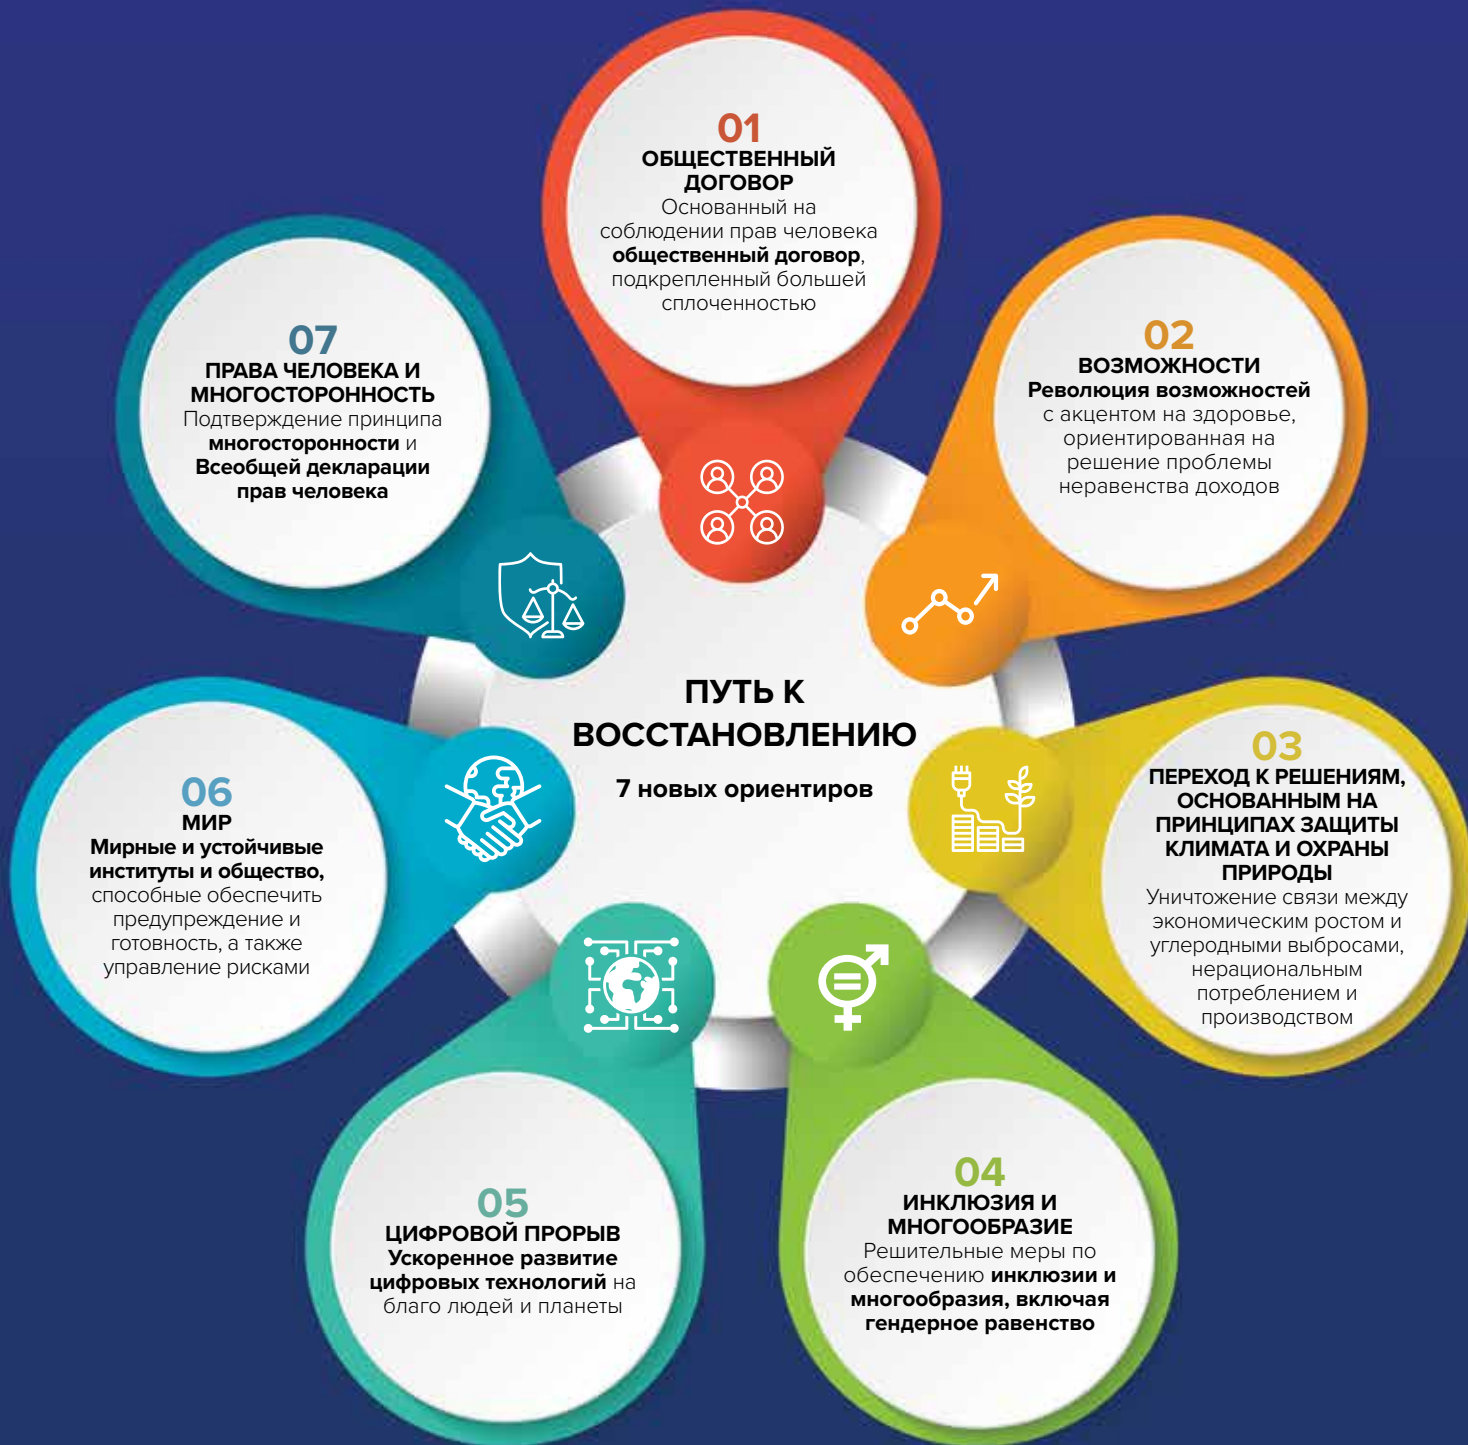 ПУТЬ К
ВОССТАНОВЛЕНИЮ
7 новых ориентиров
01
ОБЩЕСТВЕННЫЙ
ДОГОВОР
Основанный на
соблюдении прав человека
общественный договор,
подкрепленный большей
сплоченностью
02
ВОЗМОЖНОСТИ
Революция возможностей
с акцентом на здоровье,
ориентированная на
решение проблемы
неравенства доходов
03
ПЕРЕХОД К РЕШЕНИЯМ,
ОСНОВАННЫМ НА
ПРИНЦИПАХ ЗАЩИТЫ
КЛИМАТА И ОХРАНЫ
ПРИРОДЫ
Уничтожение связи между
экономическим ростом и
углеродными выбросами,
нерациональным
потреблением и
производством
04
ИНКЛЮЗИЯ И
МНОГООБРАЗИЕ
Решительные меры по
обеспечению инклюзии и
многообразия, включая
гендерное равенство
05
ЦИФРОВОЙ ПРОРЫВ
Ускоренное развитие
цифровых технологий на
благо людей и планеты
06
МИР
Мирные и устойчивые
институты и общество,
способные обеспечить
предупреждение и
готовность, а также
управление рисками
07
ПРАВА ЧЕЛОВЕКА И
МНОГОСТОРОННОСТЬ
Подтверждение принципа
многосторонности и
Всеобщей декларации
прав человека